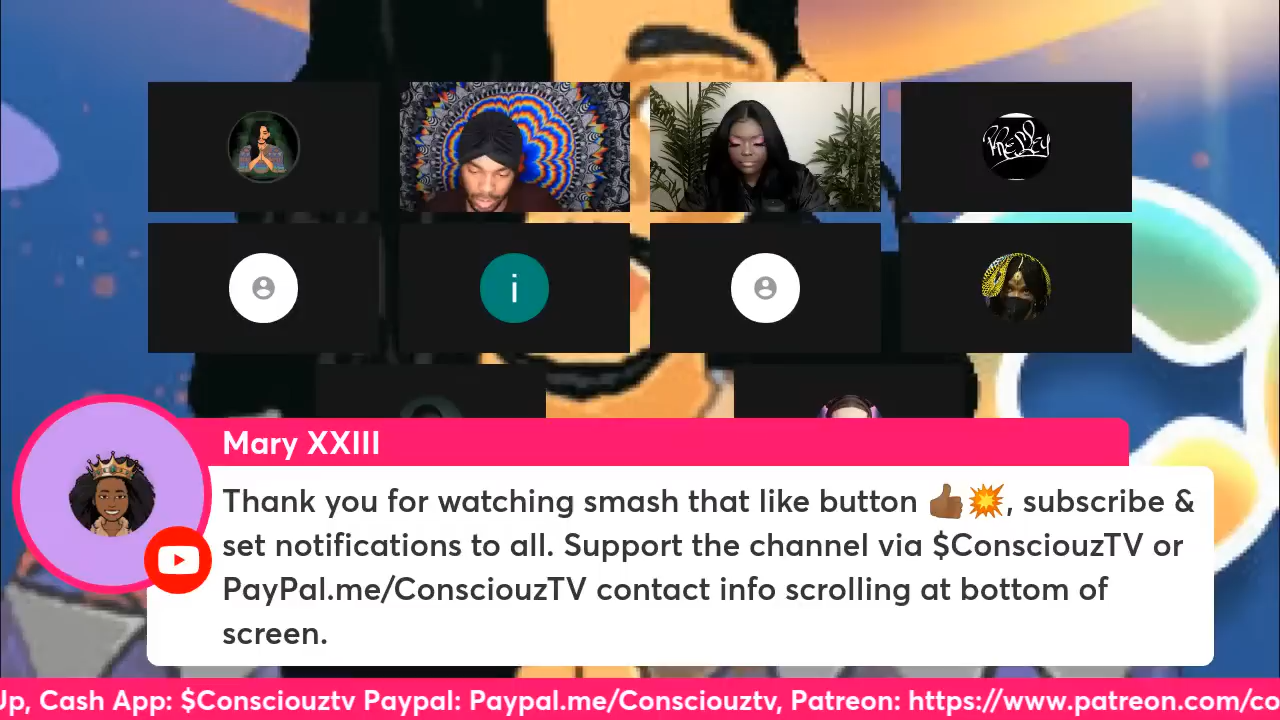 KNESLEY
i
Mary XXIII
Thank you for watching smash that like button 👍🏾💥, subscribe &
set notifications to all. Support the channel via $ConsciouzTV or
PayPal.me/ConsciouzTV contact info scrolling at bottom of
screen.
Up, Cash App: $Consciouztv Paypal: Paypal.me/Consciouztv, Patreon: https://www.patreon.com/co